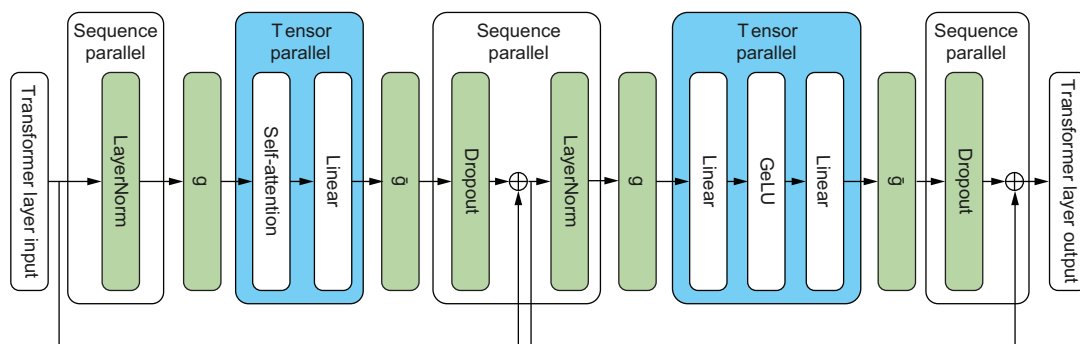 Transformer layer input
Sequence
parallel
LayerNorm
g
Tensor
parallel
Self-attention
Linear
ḡ
Sequence
parallel
Dropout
LayerNorm
g
Tensor
parallel
Linear
GeLU
Linear
ḡ
Sequence
parallel
Dropout
Transformer layer output